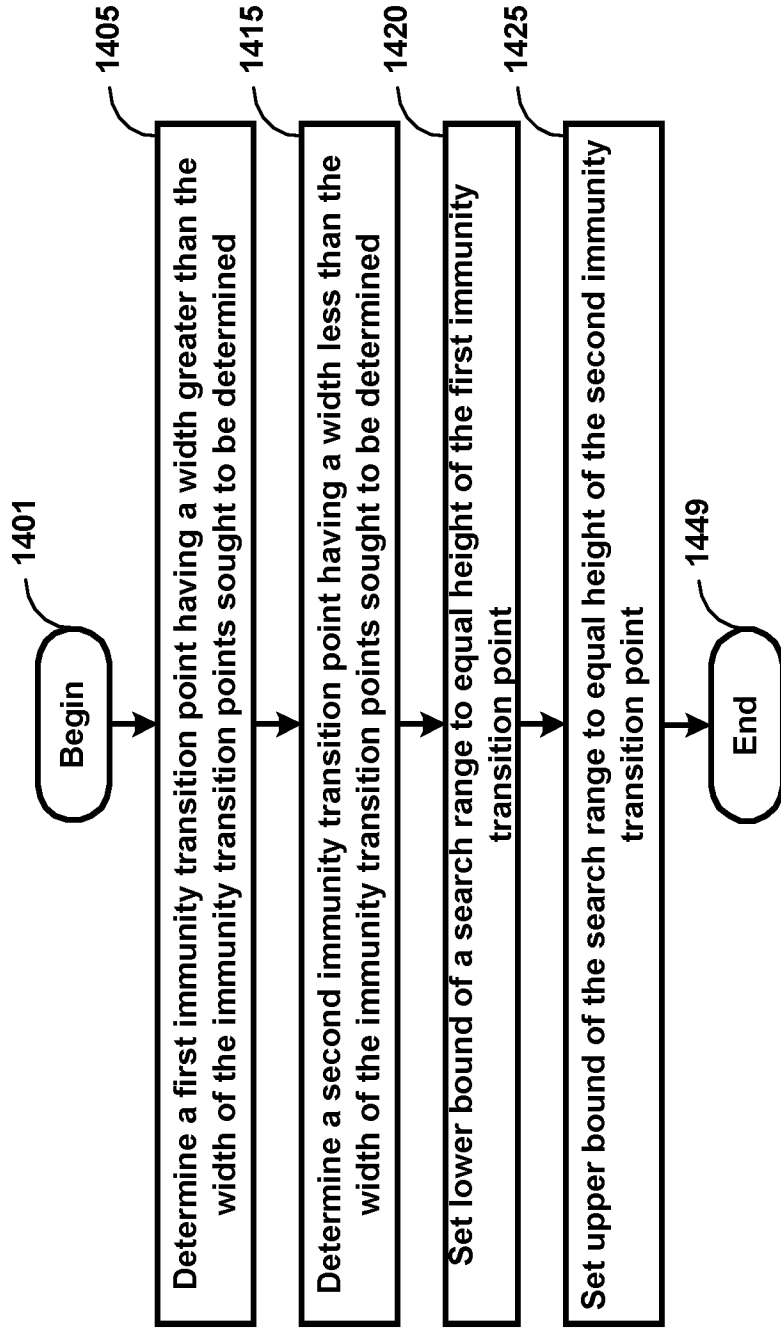 1401
Begin
1405
Determine a first immunity transition point having a width greater than the
width of the immunity transition points sought to be determined
1415
Determine a second immunity transition point having a width less than the
width of the immunity transition points sought to be determined
1420
Set lower bound of a search range to equal height of the first immunity
transition point
1425
Set upper bound of the search range to equal height of the second immunity
transition point
1449
End